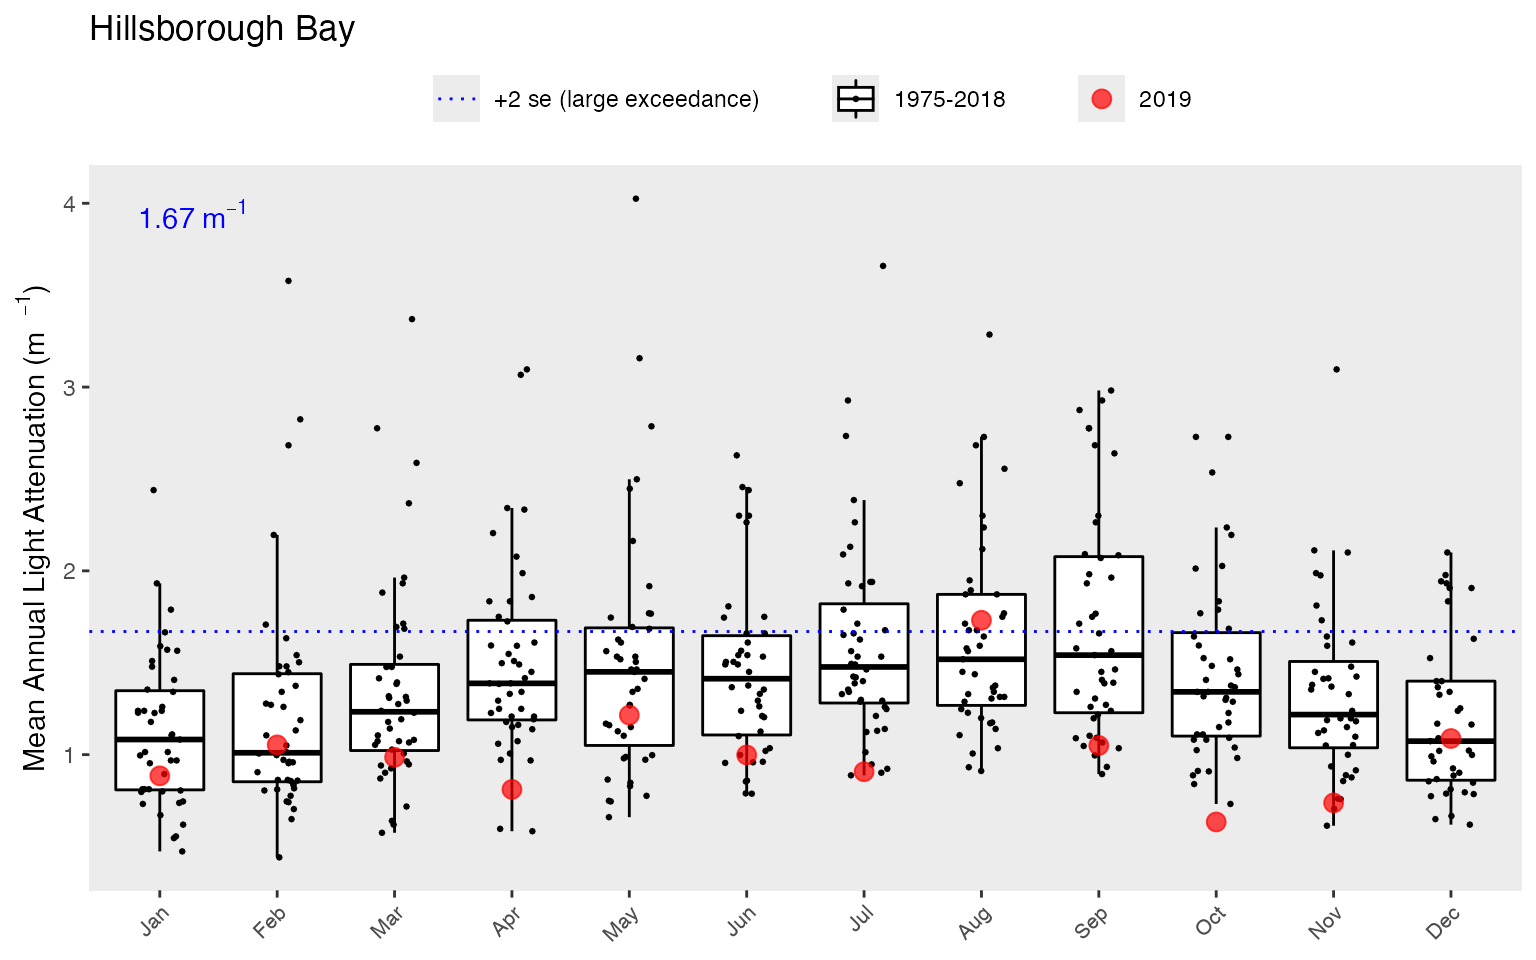 Hillsborough Bay
+2 se (large exceedance) 1975-2018 2019
Mean Annual Light Attenuation (m⁻¹)
1.67 m⁻¹
4
3
2
1
Jan Feb Mar Apr May Jun Jul Aug Sep Oct Nov Dec